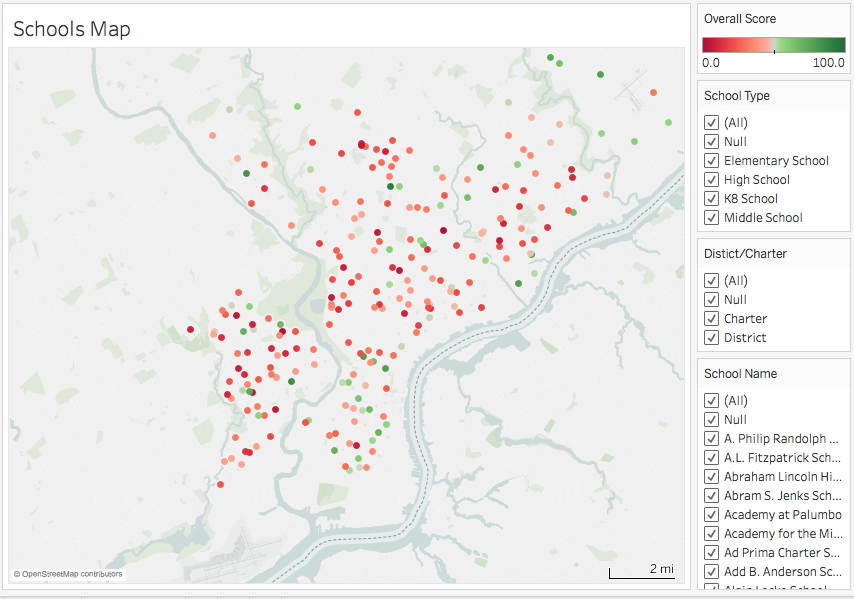 Schools Map
© OpenStreetMap contributors
2 mi
Overall Score
0.0 100.0
School Type
(All)
Null
Elementary School
High School
K8 School
Middle School
Distict/Charter
(All)
Null
Charter
District
School Name
(All)
Null
A. Philip Randolph ...
A.L. Fitzpatrick Sch...
Abraham Lincoln Hi...
Abram S. Jenks Sch...
Academy at Palumbo
Academy for the Mi...
Ad Prima Charter S...
Add B. Anderson Sc...